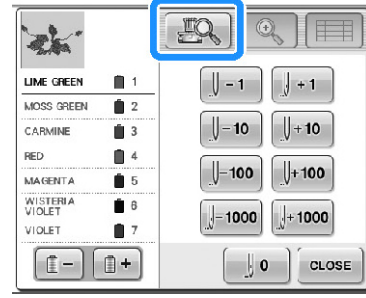 LIME GREEN 1
MOSS GREEN 2
CARMINE 3
RED 4
MAGENTA 5
WISTERIA
VIOLET 6
VIOLET 7
- 1
+ 1
- 10
+ 10
- 100
+ 100
- 1000
+ 1000
- +
0
CLOSE